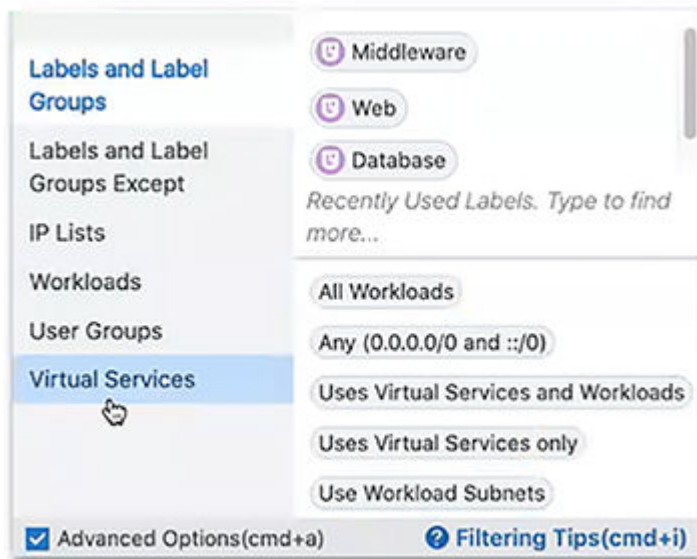 Labels and Label
Groups
Labels and Label
Groups Except
IP Lists
Workloads
User Groups
Virtual Services
Middleware
Web
Database
Recently Used Labels. Type to find
more...
All Workloads
Any (0.0.0.0/0 and ::/0)
Uses Virtual Services and Workloads
Uses Virtual Services only
Use Workload Subnets
Advanced Options(cmd+a)
Filtering Tips(cmd+i)